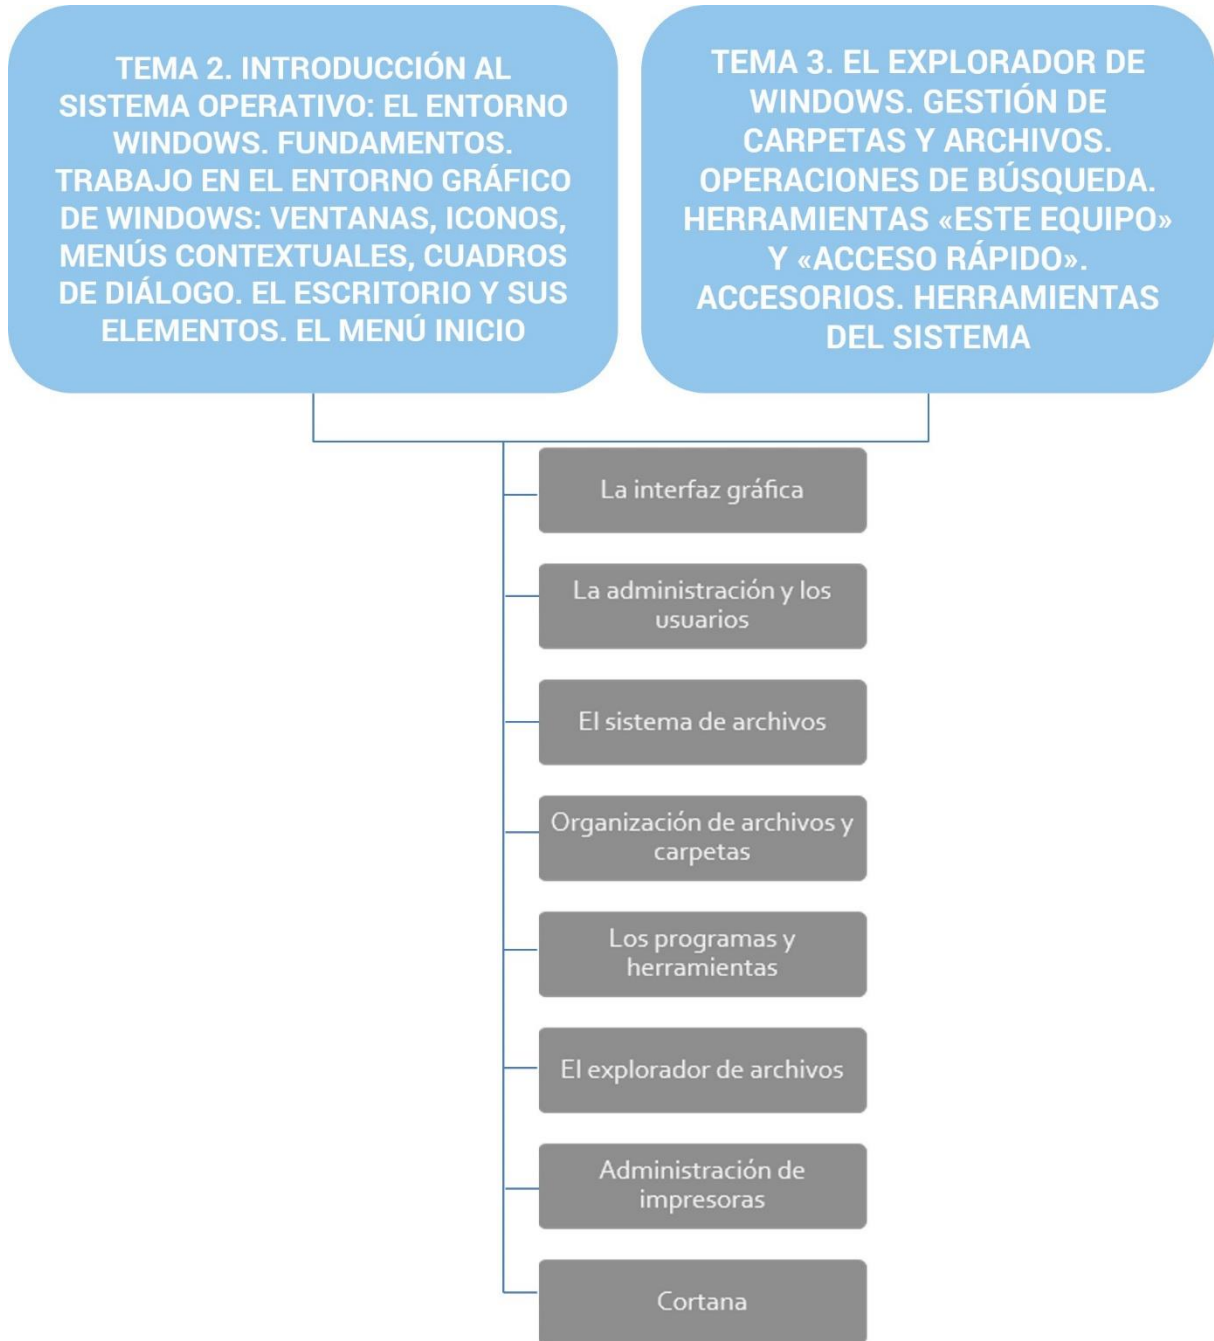 TEMA 2. INTRODUCCIÓN AL
SISTEMA OPERATIVO: EL ENTORNO
WINDOWS. FUNDAMENTOS.
TRABAJO EN EL ENTORNO GRÁFICO
DE WINDOWS: VENTANAS, ICONOS,
MENÚS CONTEXTUALES, CUADROS
DE DIÁLOGO. EL ESCRITORIO Y SUS
ELEMENTOS. EL MENÚ INICIO
TEMA 3. EL EXPLORADOR DE
WINDOWS. GESTIÓN DE
CARPETAS Y ARCHIVOS.
OPERACIONES DE BÚSQUEDA.
HERRAMIENTAS «ESTE EQUIPO»
Y «ACCESO RÁPIDO».
ACCESORIOS. HERRAMIENTAS
DEL SISTEMA
La interfaz gráfica
La administración y los
usuarios
El sistema de archivos
Organización de archivos y
carpetas
Los programas y
herramientas
El explorador de archivos
Administración de
impresoras
Cortana